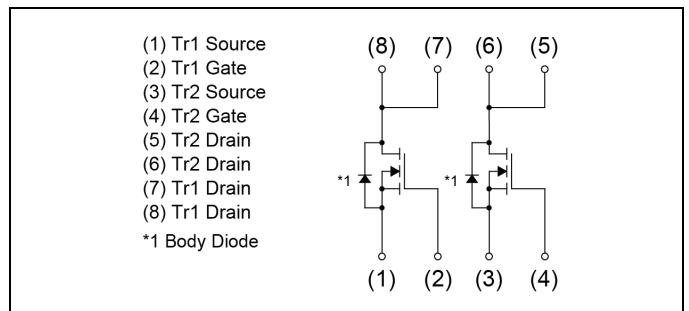 (1) Tr1 Source
(2) Tr1 Gate
(3) Tr2 Source
(4) Tr2 Gate
(5) Tr2 Drain
(6) Tr2 Drain
(7) Tr1 Drain
(8) Tr1 Drain
*1 Body Diode
(8) (7) (6) (5)
*1 *1
(1) (2) (3) (4)